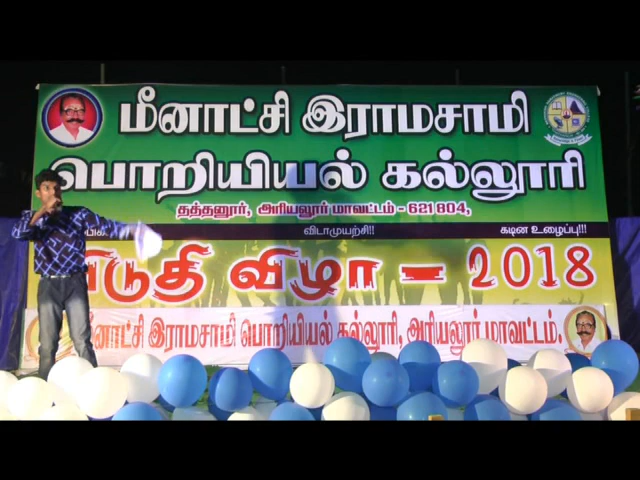 மீனாட்சி இராமசாமி
பொறியியல் கல்லூரி
தத்தனூர், அரியலூர் மாவட்டம் - 621 804,
விடாமுயற்சி!! கடின உழைப்பு!!!
விடுதி விழா - 2018
மீனாட்சி இராமசாமி பொறியியல் கல்லூரி, அரியலூர் மாவட்டம்.